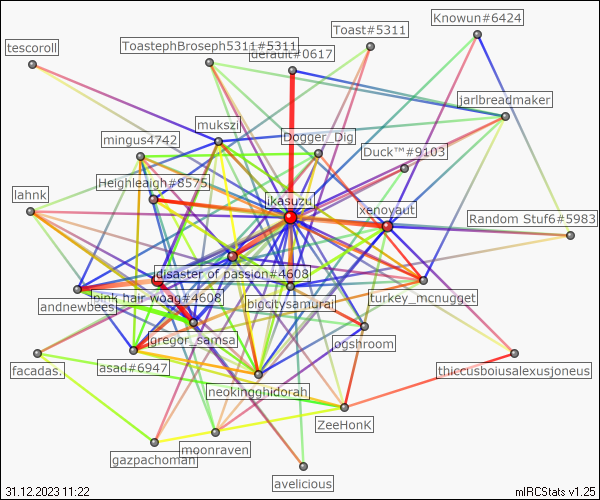 Knowun#6424
Toast#5311
tescoroll
ToastephBroseph5311#5311
default#0617
jarlbreadmaker
mukszil
mingus4742
Dogger_Dig
Duck™#9103
Heighleaigh#8575
lahnk
ikasuzu
xenovaut
Random Stuf6#5983
disaster of passion#4608
pink hair woag#4608
andnewbees
bigcitysamurai
turkey_mcnugget
gregor_samsa
ogshroom
facadas.
asad#6947
thiccusboiusalexusjoneus
neokingghidorah
ZeeHonK
moonraven
gazpachoman
avelicious
31.12.2023 11:22
mIRCStats v1.25